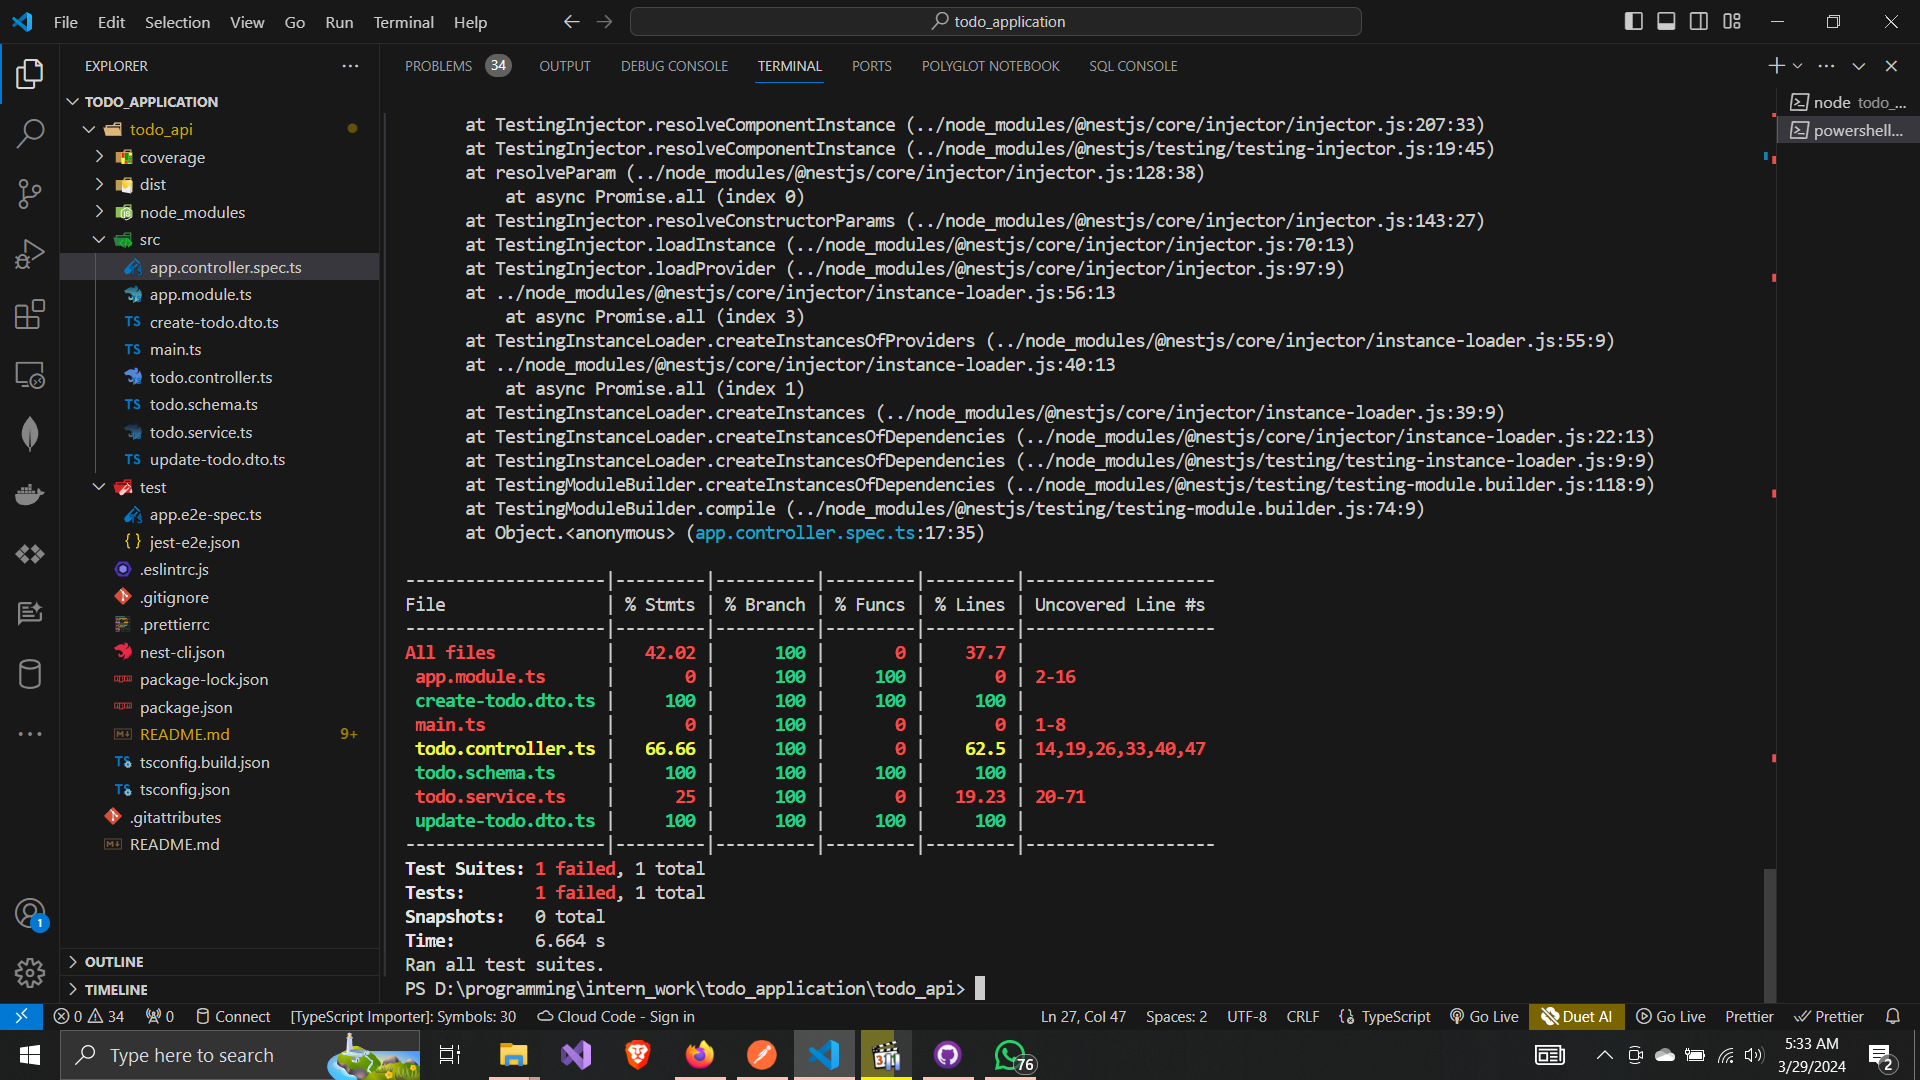 File Edit Selection View Go Run Terminal Help
todo_application
EXPLORER
TODO_APPLICATION
todo_api
coverage
dist
node_modules
src
app.controller.spec.ts
app.module.ts
TS create-todo.dto.ts
TS main.ts
todo.controller.ts
TS todo.schema.ts
todo.service.ts
TS update-todo.dto.ts
test
app.e2e-spec.ts
{} jest-e2e.json
.eslintrc.js
.gitignore
.prettierrc
nest-cli.json
package-lock.json
package.json
README.md 9+
tsconfig.build.json
tsconfig.json
.gitattributes
README.md
OUTLINE
TIMELINE
PROBLEMS 34 OUTPUT DEBUG CONSOLE TERMINAL PORTS POLYGLOT NOTEBOOK SQL CONSOLE
node todo_...
powershell...
at TestingInjector.resolveComponentInstance (../node_modules/@nestjs/core/injector/injector.js:207:33)
at TestingInjector.resolveComponentInstance (../node_modules/@nestjs/testing/testing-injector.js:19:45)
at resolveParam (../node_modules/@nestjs/core/injector/injector.js:128:38)
at async Promise.all (index 0)
at TestingInjector.resolveConstructorParams (../node_modules/@nestjs/core/injector/injector.js:143:27)
at TestingInjector.loadInstance (../node_modules/@nestjs/core/injector/injector.js:70:13)
at TestingInjector.loadProvider (../node_modules/@nestjs/core/injector/injector.js:97:9)
at ../node_modules/@nestjs/core/injector/instance-loader.js:56:13
at async Promise.all (index 3)
at TestingInstanceLoader.createInstancesOfProviders (../node_modules/@nestjs/core/injector/instance-loader.js:55:9)
at ../node_modules/@nestjs/core/injector/instance-loader.js:40:13
at async Promise.all (index 1)
at TestingInstanceLoader.createInstances (../node_modules/@nestjs/core/injector/instance-loader.js:39:9)
at TestingInstanceLoader.createInstancesOfDependencies (../node_modules/@nestjs/core/injector/instance-loader.js:22:13)
at TestingInstanceLoader.createInstancesOfDependencies (../node_modules/@nestjs/testing/testing-instance-loader.js:9:9)
at TestingModuleBuilder.createInstancesOfDependencies (../node_modules/@nestjs/testing/testing-module.builder.js:118:9)
at TestingModuleBuilder.compile (../node_modules/@nestjs/testing/testing-module.builder.js:74:9)
at Object.<anonymous> (app.controller.spec.ts:17:35)
--------------------|---------|----------|---------|---------|-------------------
File | % Stmts | % Branch | % Funcs | % Lines | Uncovered Line #s
--------------------|---------|----------|---------|---------|-------------------
All files | 42.02 | 100 | 0 | 37.7 |
app.module.ts | 0 | 100 | 100 | 0 | 2-16
create-todo.dto.ts | 100 | 100 | 100 | 100 |
main.ts | 0 | 100 | 0 | 0 | 1-8
todo.controller.ts | 66.66 | 100 | 0 | 62.5 | 14,19,26,33,40,47
todo.schema.ts | 100 | 100 | 100 | 100 |
todo.service.ts | 25 | 100 | 0 | 19.23 | 20-71
update-todo.dto.ts | 100 | 100 | 100 | 100 |
--------------------|---------|----------|---------|---------|-------------------
Test Suites: 1 failed, 1 total
Tests: 1 failed, 1 total
Snapshots: 0 total
Time: 6.664 s
Ran all test suites.
PS D:\programming\intern_work\todo_application\todo_api>
1
0 34 0 Connect [TypeScript Importer]: Symbols: 30 Cloud Code - Sign in Ln 27, Col 47 Spaces: 2 UTF-8 CRLF TypeScript Go Live Duet AI Go Live Prettier Prettier
Type here to search
76
5:33 AM
3/29/2024
2